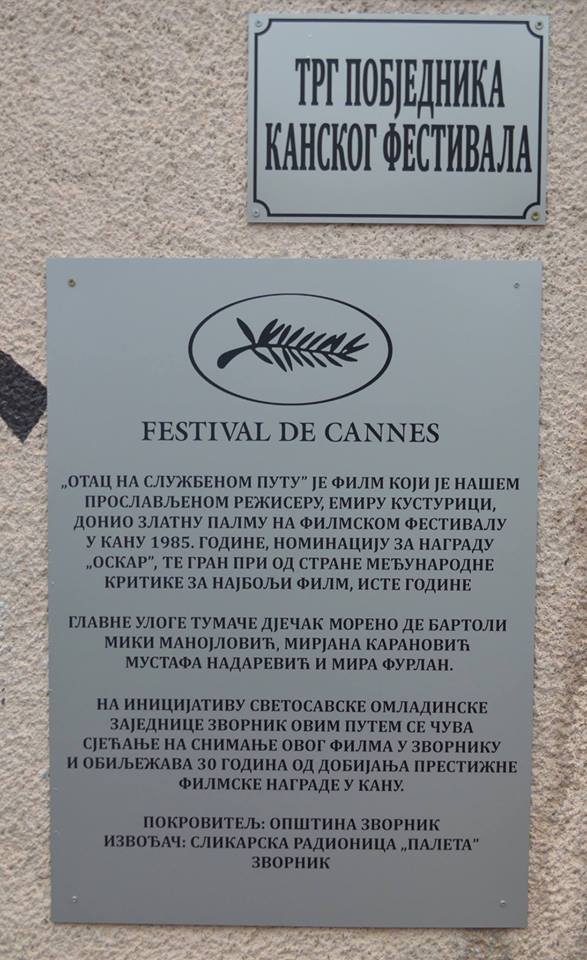 ТРГ ПОБЈЕДНИКА
КАНСКОГ ФЕСТИВАЛА
FESTIVAL DE CANNES
„ОТАЦ НА СЛУЖБЕНОМ ПУТУ” ЈЕ ФИЛМ КОЈИ ЈЕ НАШЕМ
ПРОСЛАВЉЕНОМ РЕЖИСЕРУ, ЕМИРУ КУСТУРИЦИ,
ДОНИО ЗЛАТНУ ПАЛМУ НА ФИЛМСКОМ ФЕСТИВАЛУ
У КАНУ 1985. ГОДИНЕ, НОМИНАЦИЈУ ЗА НАГРАДУ
„ОСКАР”, ТЕ ГРАН ПРИ ОД СТРАНЕ МЕЂУНАРОДНЕ
КРИТИКЕ ЗА НАЈБОЉИ ФИЛМ, ИСТЕ ГОДИНЕ
ГЛАВНЕ УЛОГЕ ТУМАЧЕ ДЈЕЧАК МОРЕНО ДЕ БАРТОЛИ
МИКИ МАНОЈЛОВИЋ, МИРЈАНА КАРАНОВИЋ
МУСТАФА НАДАРЕВИЋ И МИРА ФУРЛАН.
НА ИНИЦИЈАТИВУ СВЕТОСАВСКЕ ОМЛАДИНСКЕ
ЗАЈЕДНИЦЕ ЗВОРНИК ОВИМ ПУТЕМ СЕ ЧУВА
СЈЕЋАЊЕ НА СНИМАЊЕ ОВОГ ФИЛМА У ЗВОРНИКУ
И ОБИЉЕЖАВА 30 ГОДИНА ОД ДОБИЈАЊА ПРЕСТИЖНЕ
ФИЛМСКЕ НАГРАДЕ У КАНУ.
ПОКРОВИТЕЉ: ОПШТИНА ЗВОРНИК
ИЗВОЂАЧ: СЛИКАРСКА РАДИОНИЦА „ПАЛЕТА”
ЗВОРНИК